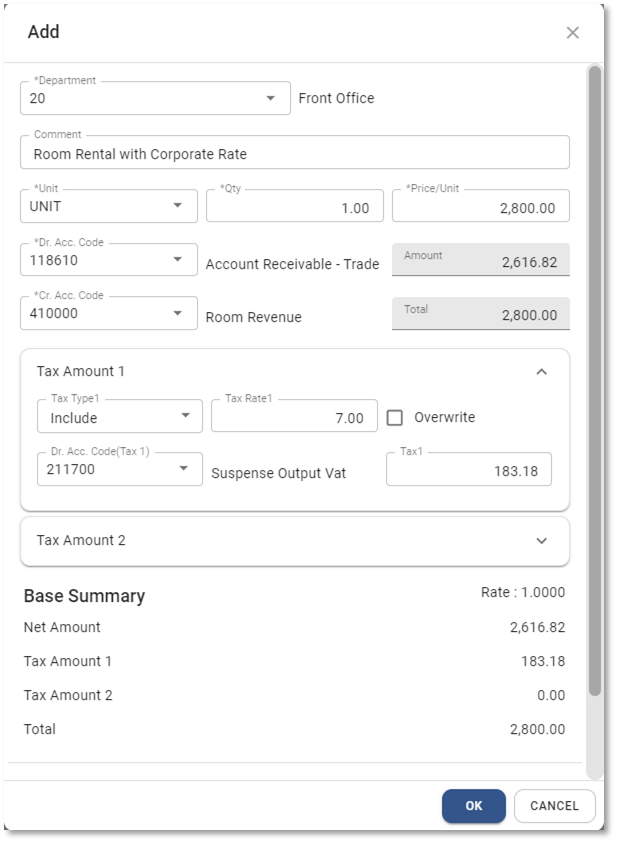 Add
*Department
20
Front Office
Comment
Room Rental with Corporate Rate
*Unit
UNIT
*Qty
1.00
*Price/Unit
2,800.00
*Dr. Acc. Code
118610
Account Receivable - Trade
Amount
2,616.82
*Cr. Acc. Code
410000
Room Revenue
Total
2,800.00
Tax Amount 1
Tax Type1
Include
Tax Rate1
7.00
Overwrite
Dr. Acc. Code(Tax 1)
211700
Suspense Output Vat
Tax1
183.18
Tax Amount 2
Base Summary
Rate : 1.0000
Net Amount
2,616.82
Tax Amount 1
183.18
Tax Amount 2
0.00
Total
2,800.00
OK
CANCEL